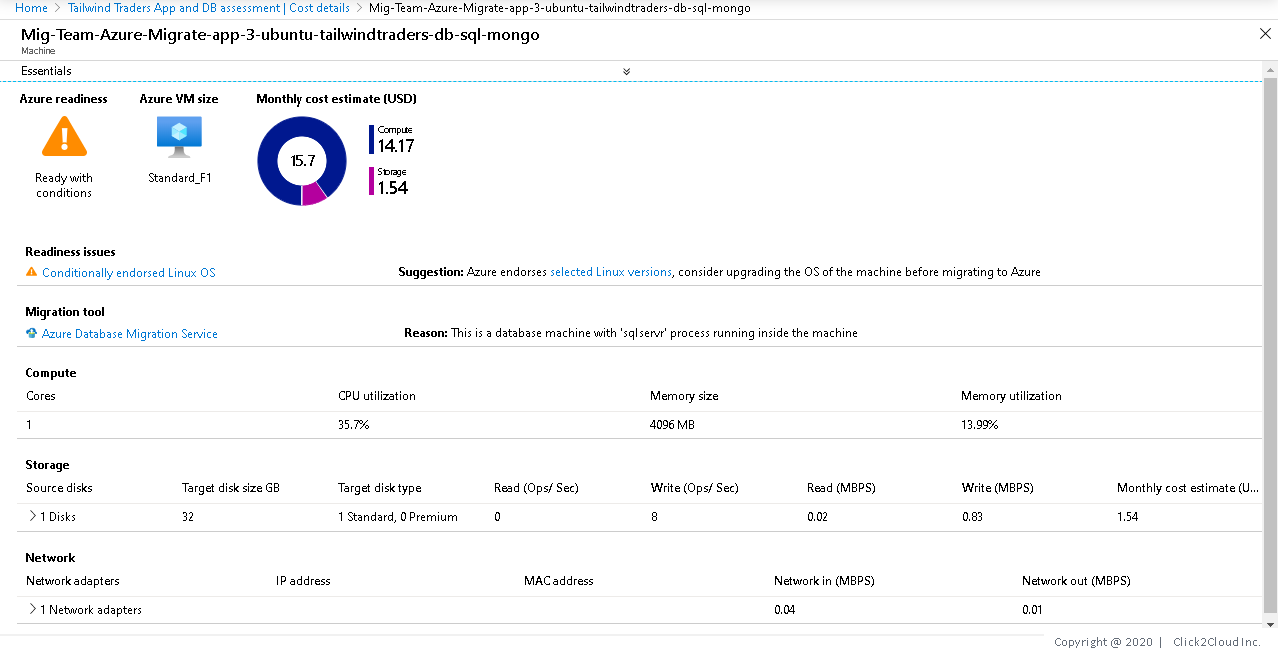 Home > Tailwind Traders App and DB assessment | Cost details > Mig-Team-Azure-Migrate-app-3-ubuntu-tailwindtraders-db-sql-mongo
Mig-Team-Azure-Migrate-app-3-ubuntu-tailwindtraders-db-sql-mongo
Machine
Essentials
Azure readiness Azure VM size Monthly cost estimate (USD)
Compute
14.17
15.7
Storage
1.54
Ready with conditions
Standard_F1
Readiness issues
Conditionally endorsed Linux OS Suggestion: Azure endorses selected Linux versions, consider upgrading the OS of the machine before migrating to Azure
Migration tool
Azure Database Migration Service Reason: This is a database machine with 'sqlservr' process running inside the machine
Compute
Cores CPU utilization Memory size Memory utilization
1 35.7% 4096 MB 13.99%
Storage
Source disks Target disk size GB Target disk type Read (Ops/ Sec) Write (Ops/ Sec) Read (MBPS) Write (MBPS) Monthly cost estimate (U...
1 Disks 32 1 Standard, 0 Premium 0 8 0.02 0.83 1.54
Network
Network adapters IP address MAC address Network in (MBPS) Network out (MBPS)
1 Network adapters 0.04 0.01
Copyright @ 2020 | Click2Cloud Inc.